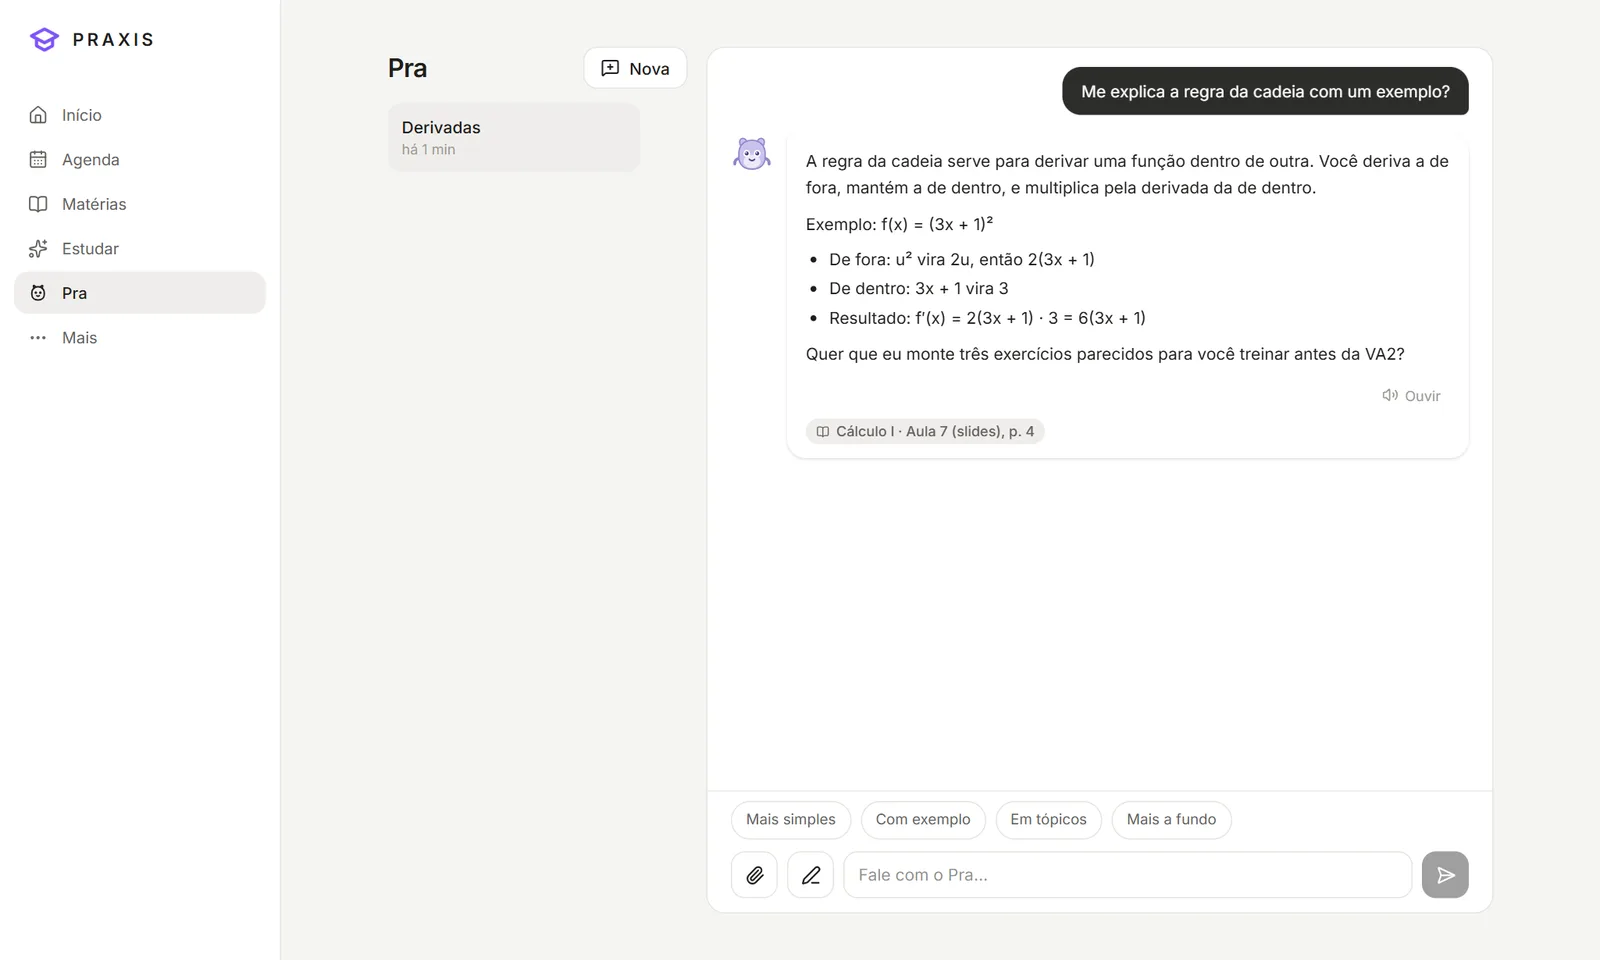 PRAXIS
Início
Agenda
Matérias
Estudar
Pra
Mais
Pra
Nova
Derivadas
há 1 min
Me explica a regra da cadeia com um exemplo?
A regra da cadeia serve para derivar uma função dentro de outra. Você deriva a de
fora, mantém a de dentro, e multiplica pela derivada da de dentro.
Exemplo: f(x) = (3x + 1)²
• De fora: u² vira 2u, então 2(3x + 1)
• De dentro: 3x + 1 vira 3
• Resultado: f′(x) = 2(3x + 1) · 3 = 6(3x + 1)
Quer que eu monte três exercícios parecidos para você treinar antes da VA2?
Ouvir
Cálculo I · Aula 7 (slides), p. 4
Mais simples
Com exemplo
Em tópicos
Mais a fundo
Fale com o Pra...